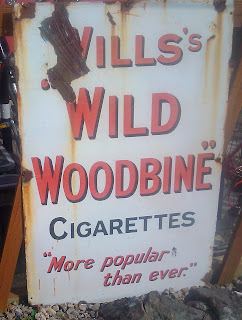 WILLS's
"WILD
WOODBINE"
CIGARETTES
"More popular
than ever."